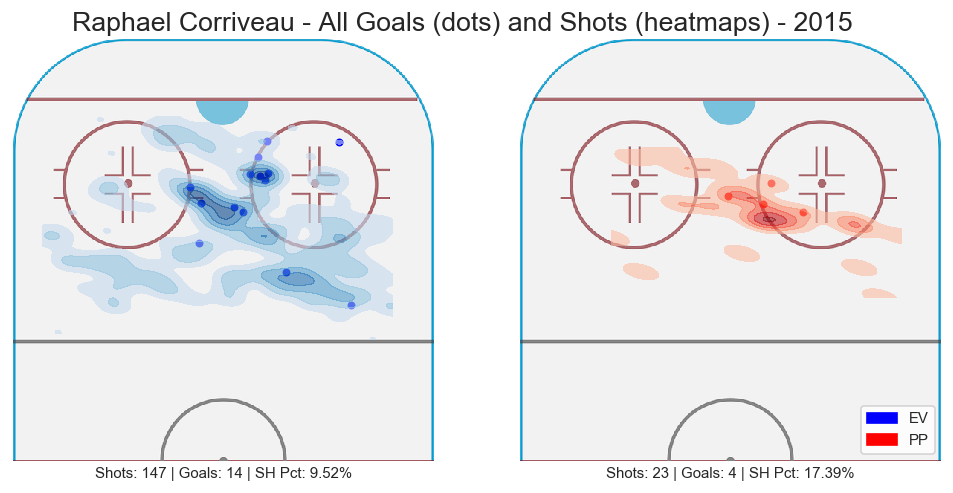 Raphael Corriveau - All Goals (dots) and Shots (heatmaps) - 2015
EV
PP
Shots: 147 | Goals: 14 | SH Pct: 9.52%
Shots: 23 | Goals: 4 | SH Pct: 17.39%